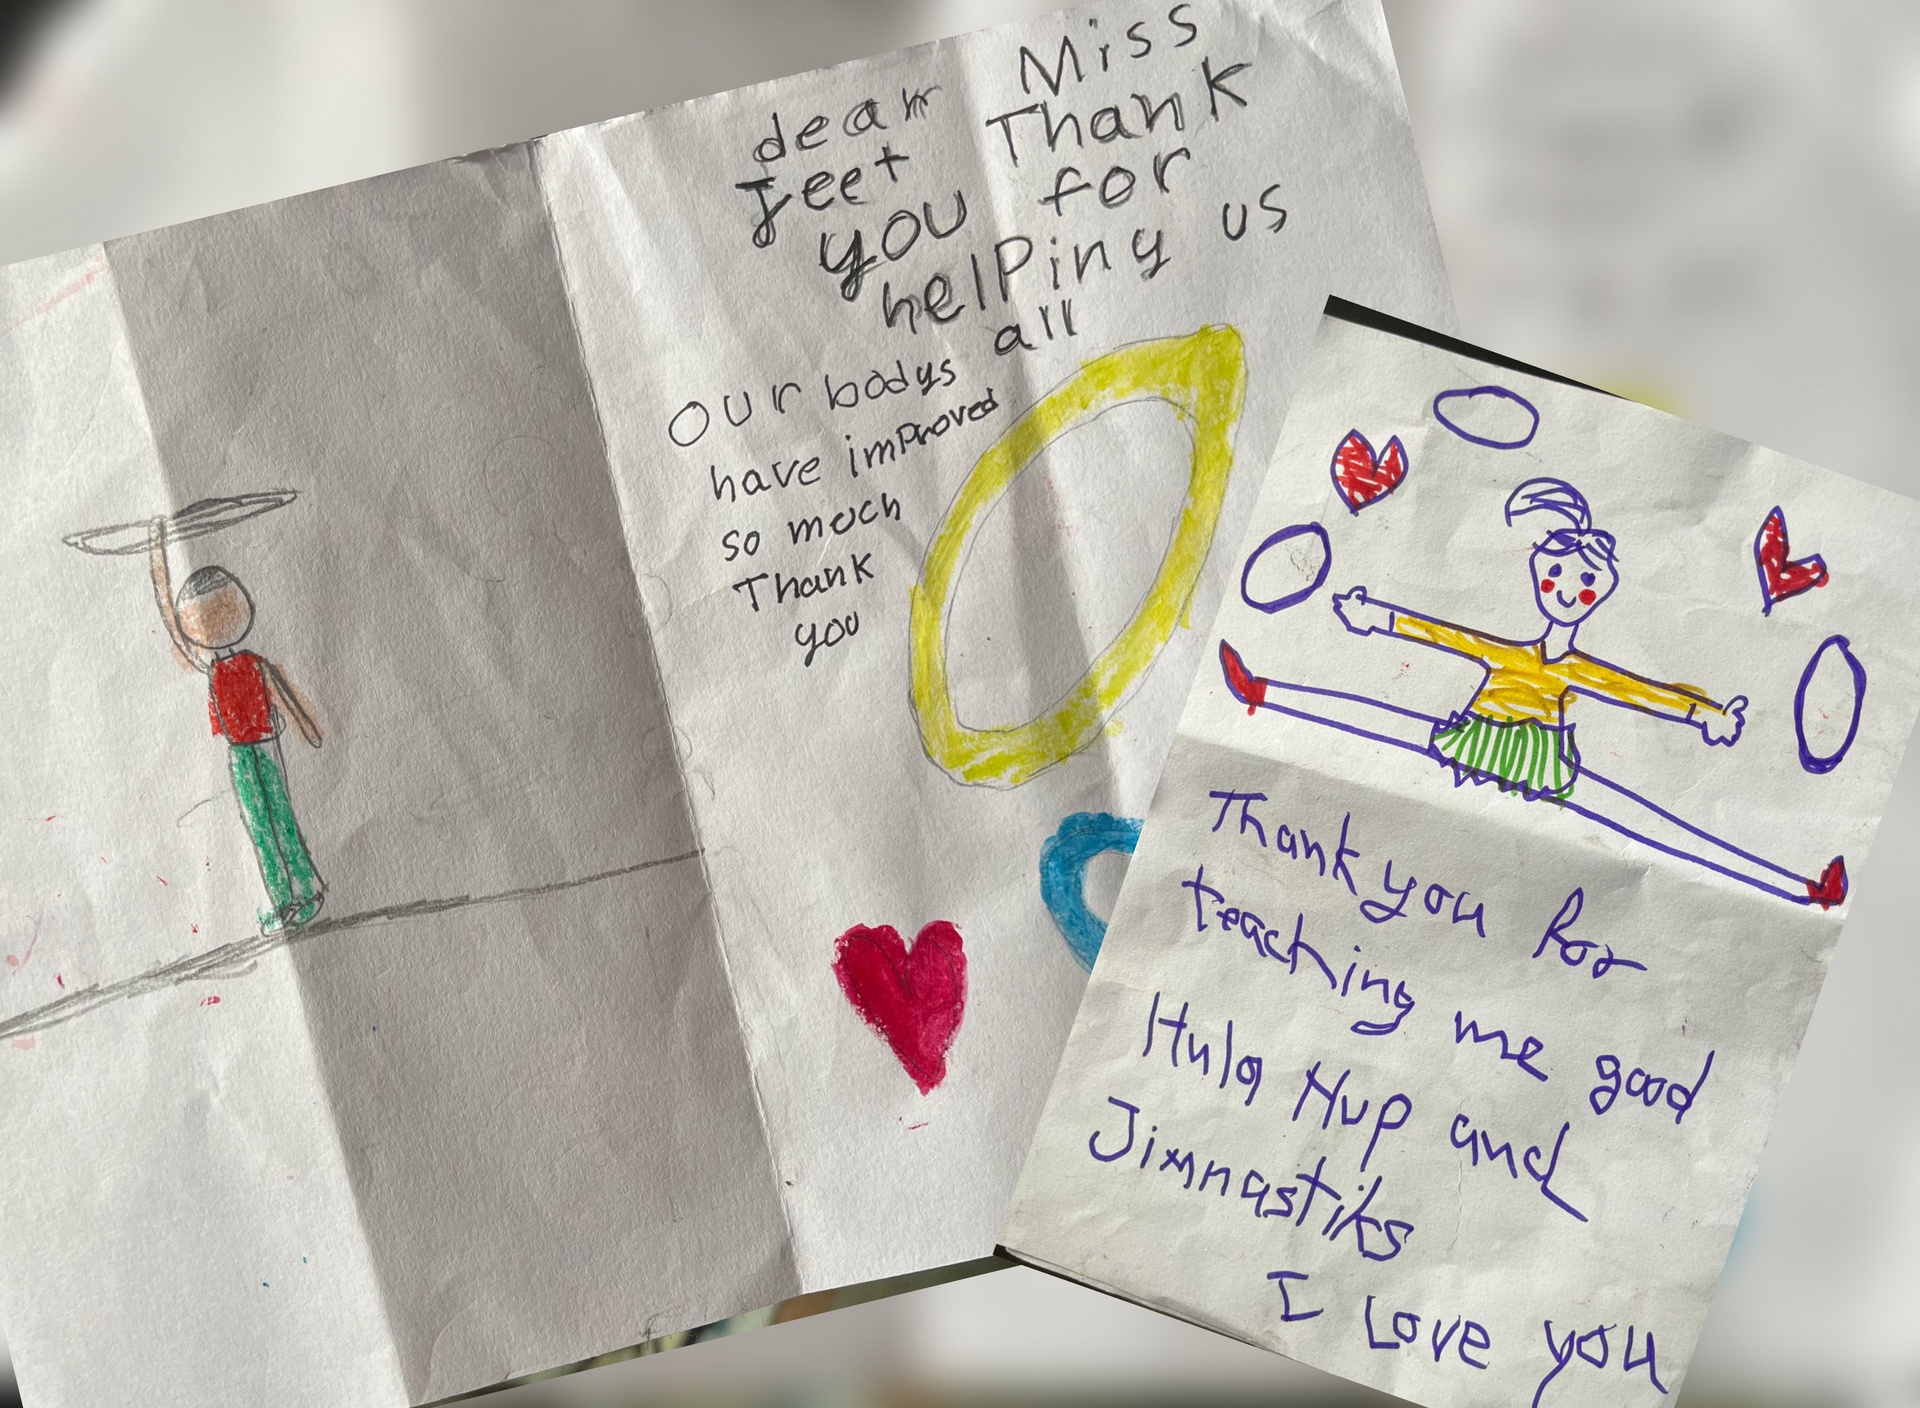 dear Miss
Jeet Thank
you for
helping us
all
our bodys
have improved
so moch
Thank
you
Thank you for
teaching me good
Hula Hup and
Jimnastiks
I Love you